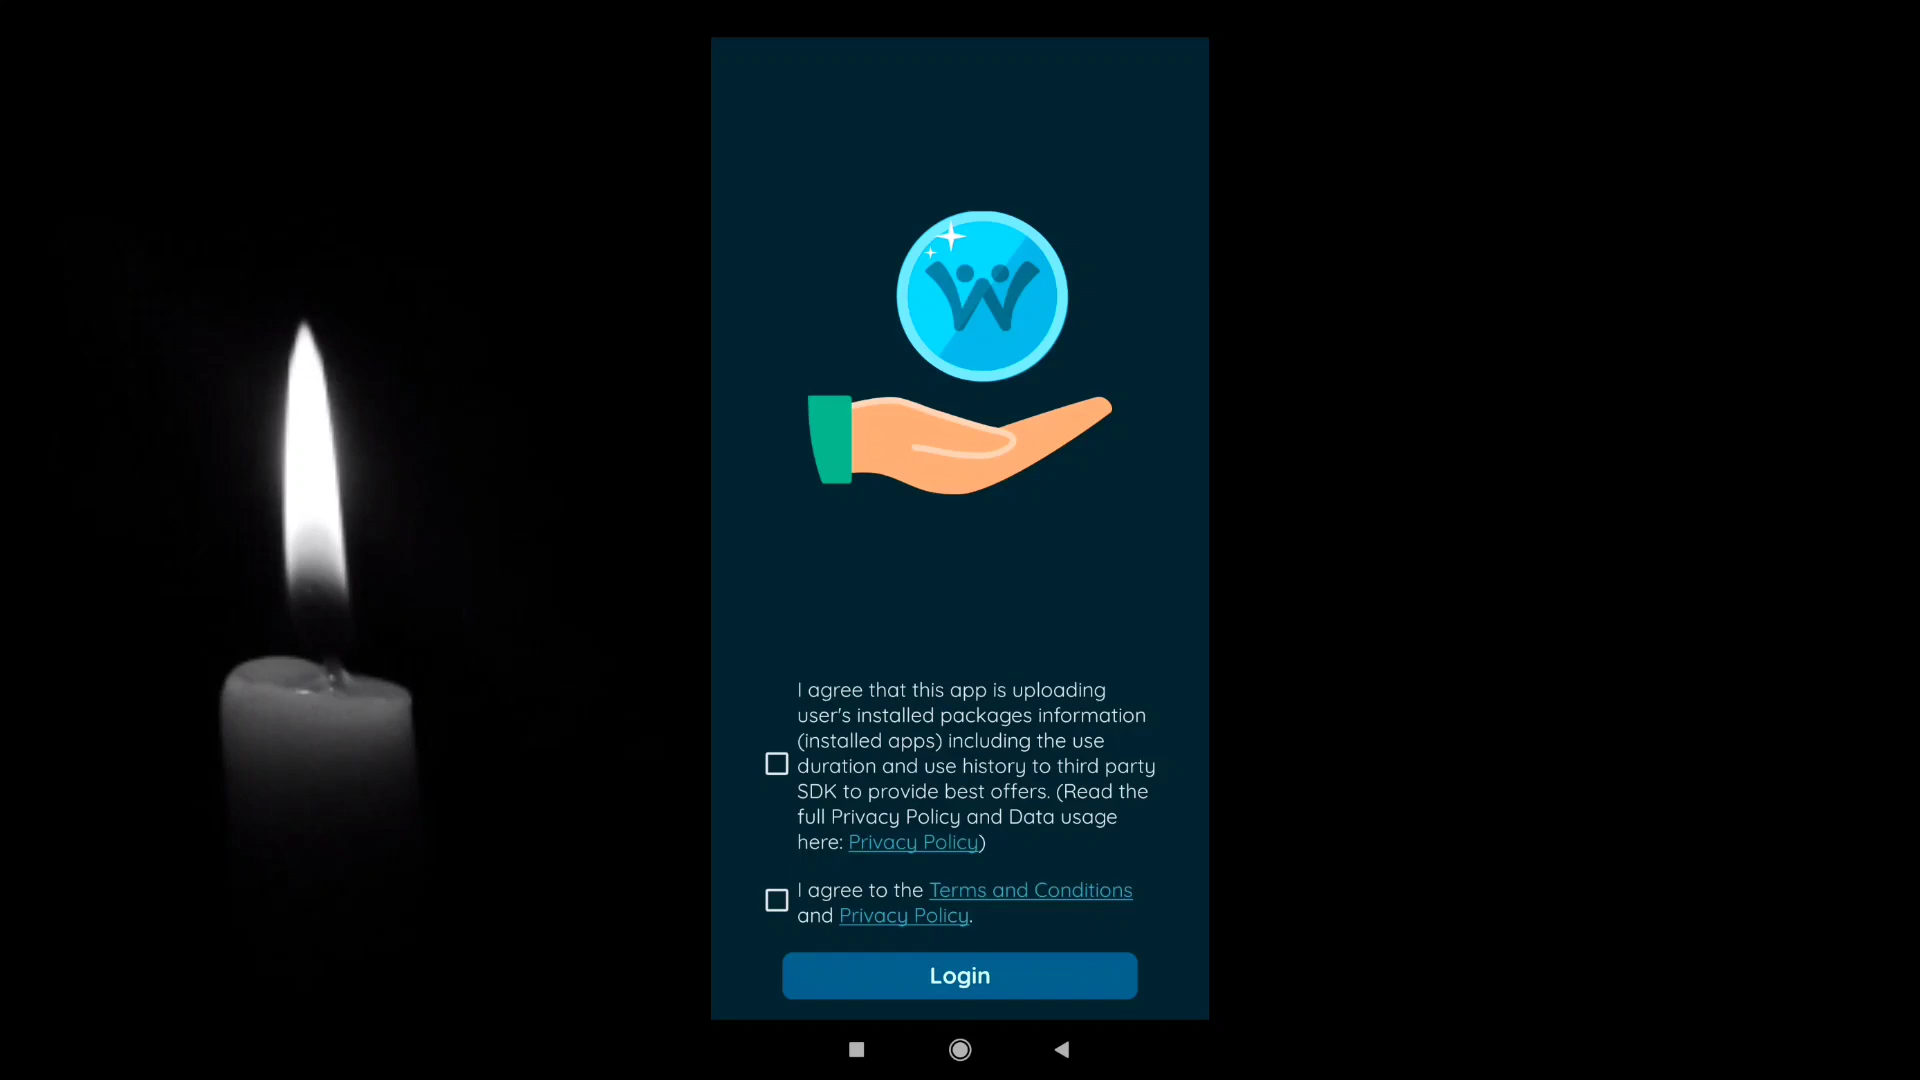 W
I agree that this app is uploading
user's installed packages information
(installed apps) including the use
duration and use history to third party
SDK to provide best offers. (Read the
full Privacy Policy and Data usage
here: Privacy Policy)
I agree to the Terms and Conditions
and Privacy Policy.
Login